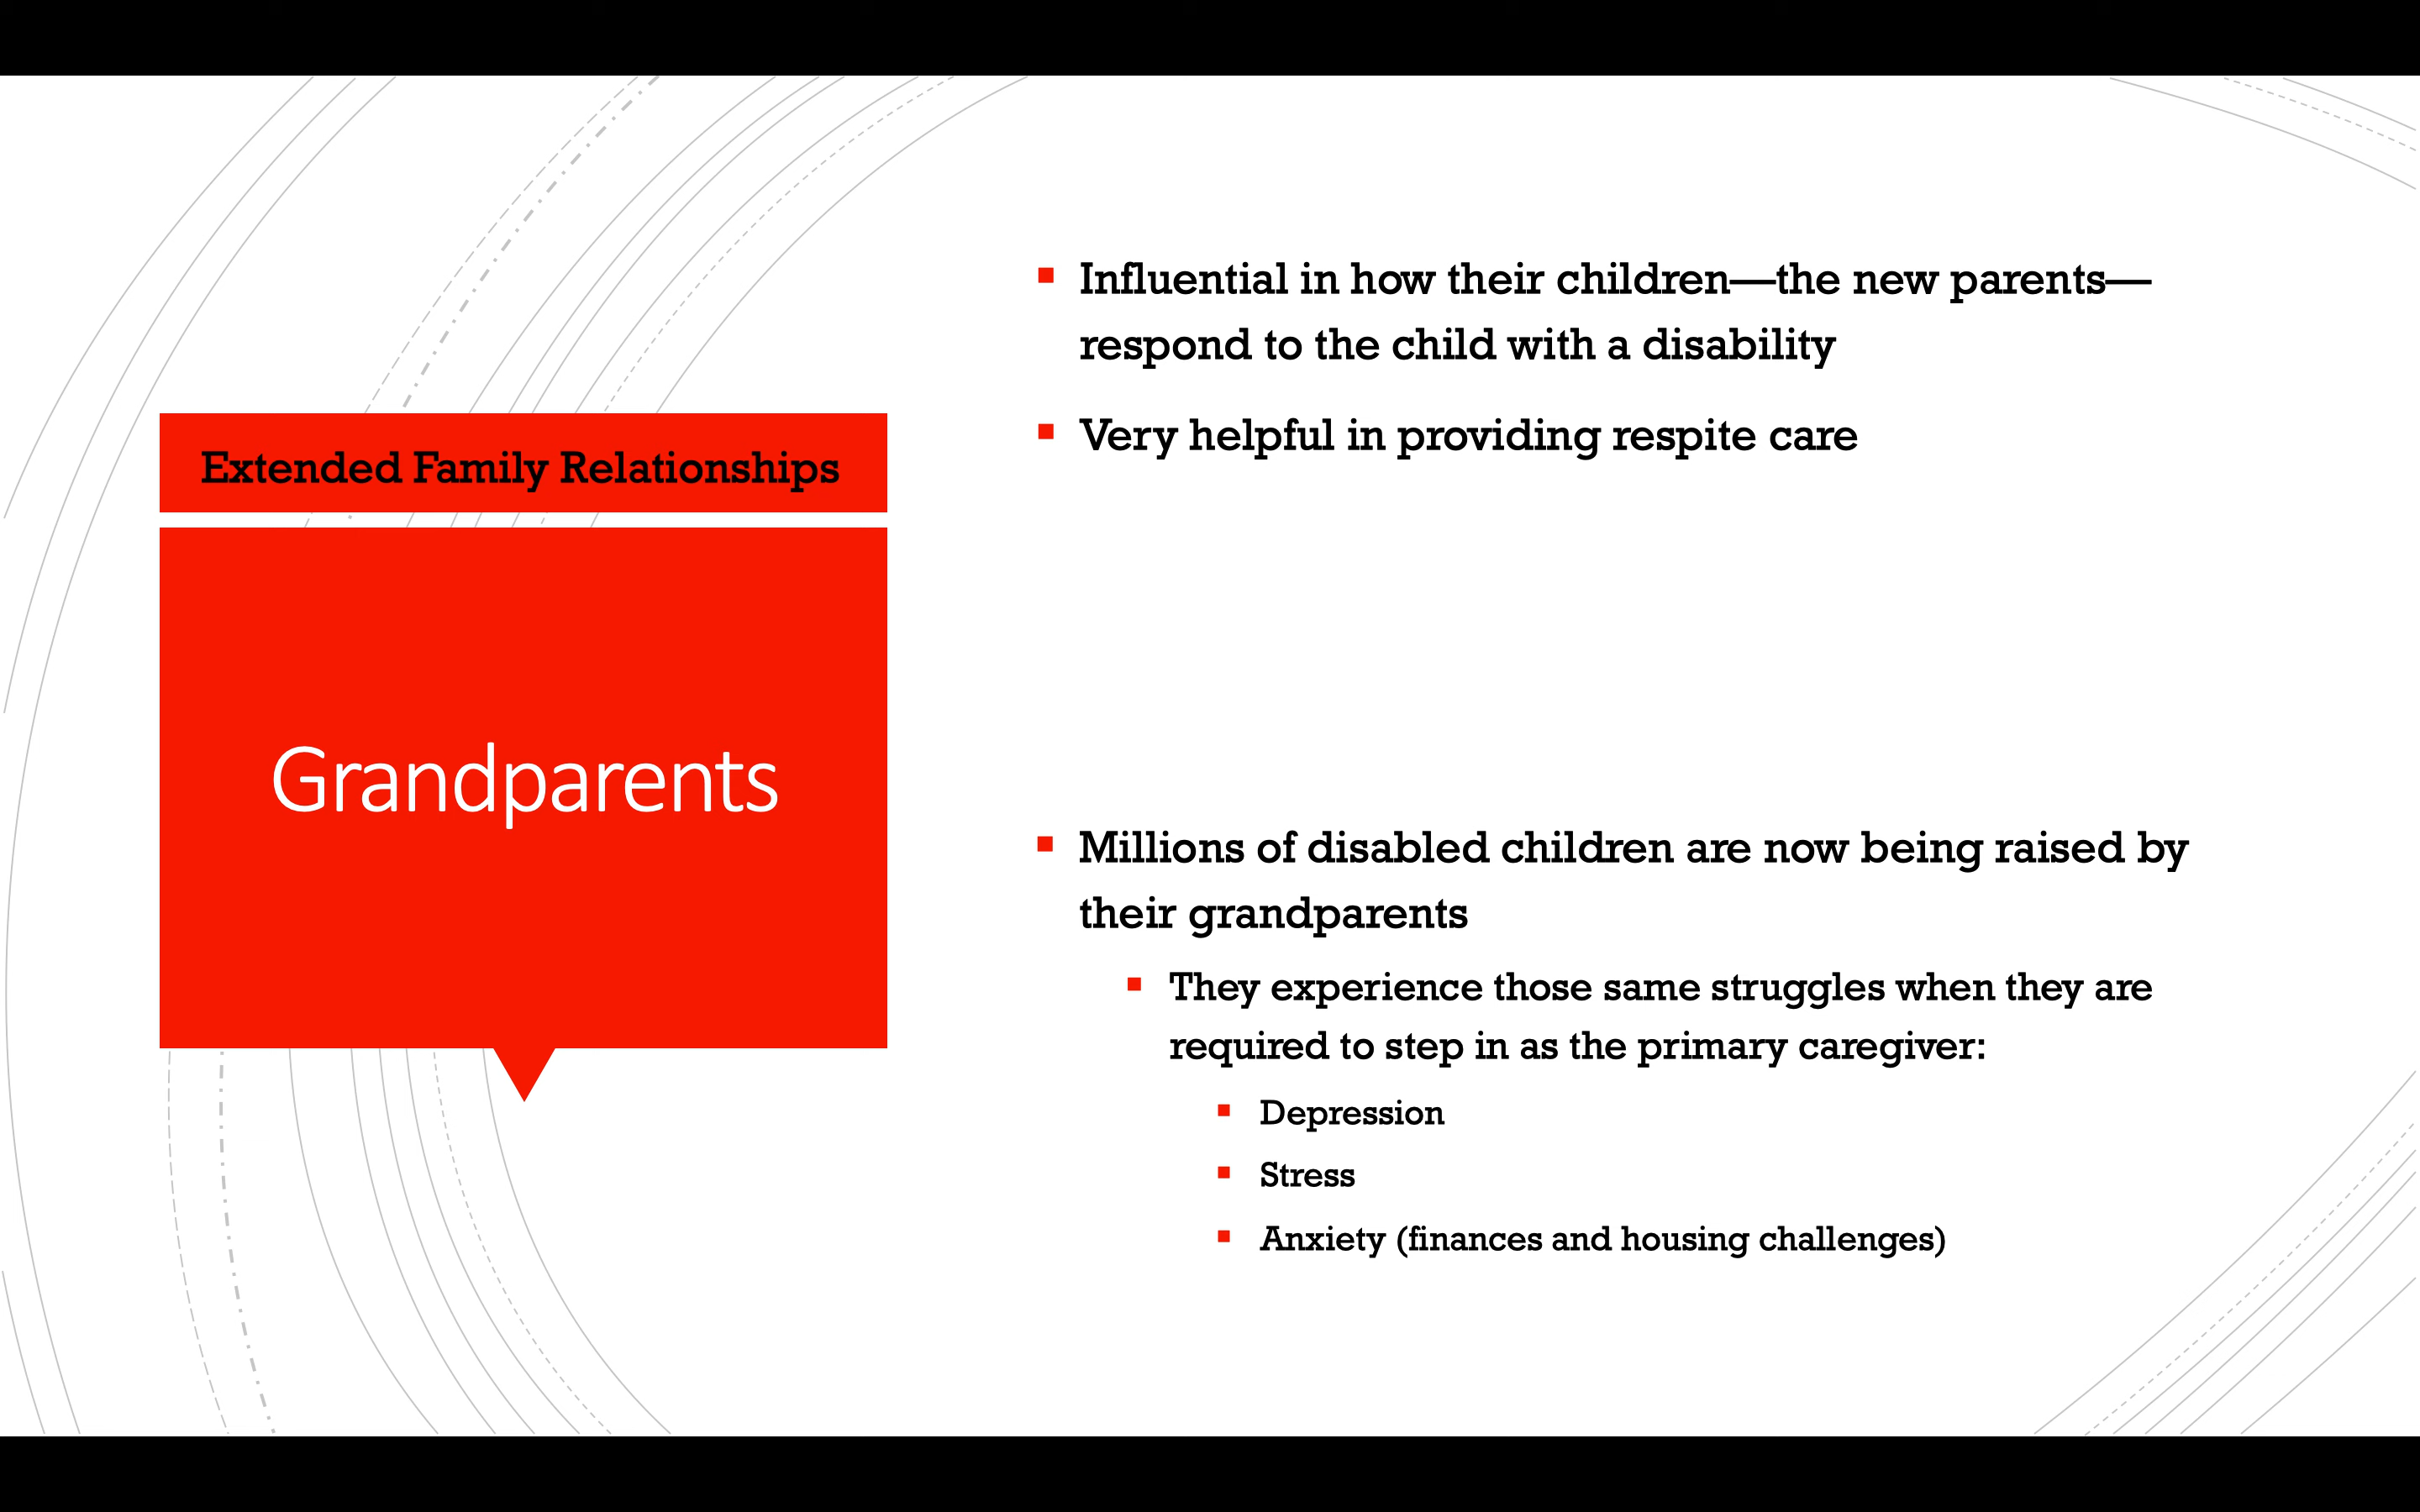 Extended Family Relationships
Grandparents
Influential in how their children—the new parents—
respond to the child with a disability
Very helpful in providing respite care
Millions of disabled children are now being raised by
their grandparents
They experience those same struggles when they are
required to step in as the primary caregiver:
Depression
Stress
Anxiety (finances and housing challenges)